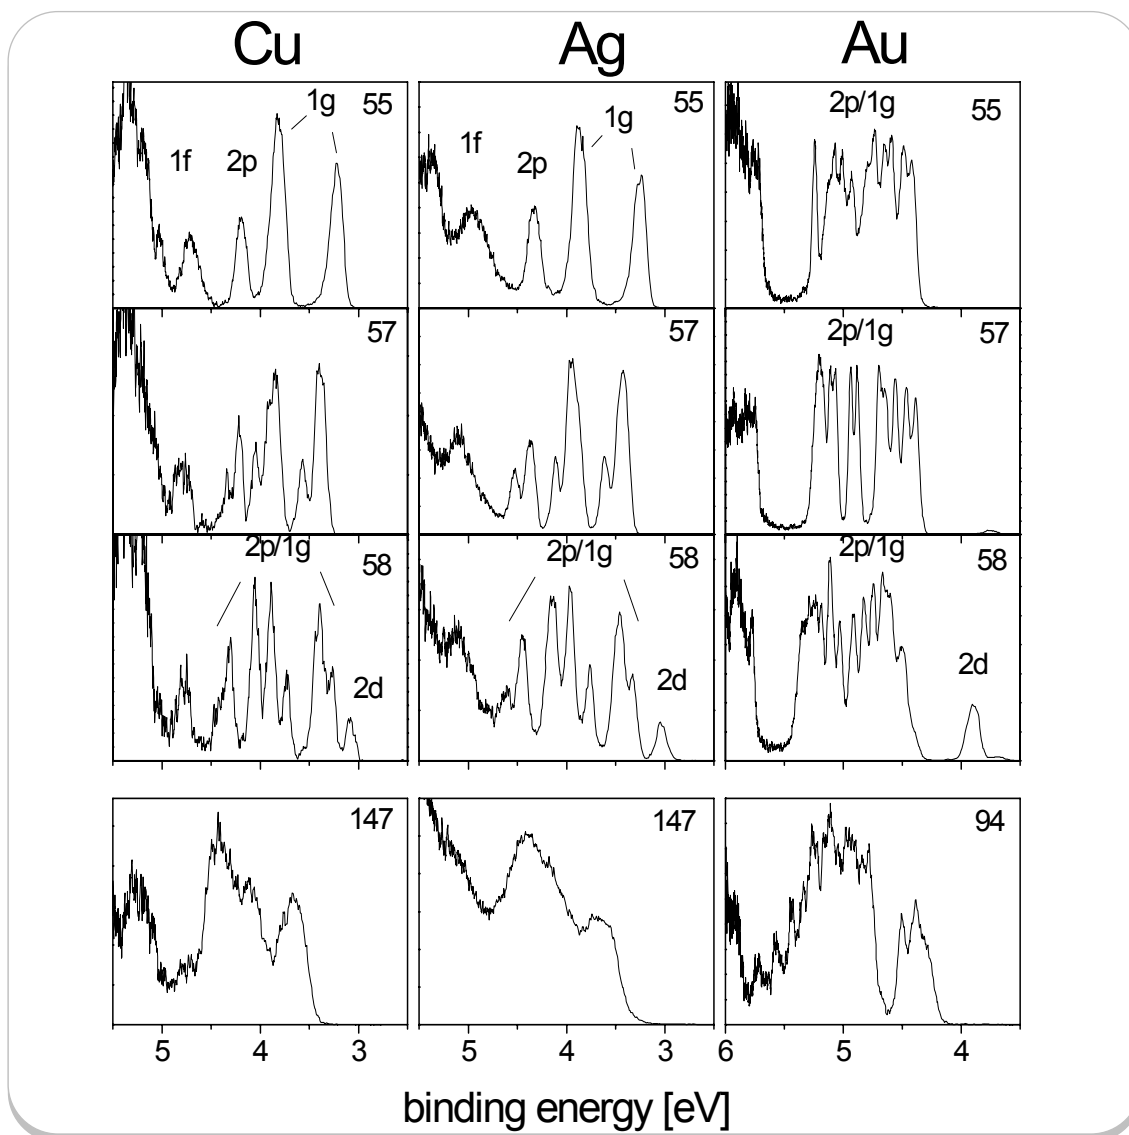 Cu Ag Au
1f 2p 1g 55
1f 2p 1g 55
2p/1g 55
57
57
2p/1g 57
2p/1g 58 2d
2p/1g 58 2d
2p/1g 58 2d
147
147
94
5 4 3 5 4 3 6 5 4
binding energy [eV]